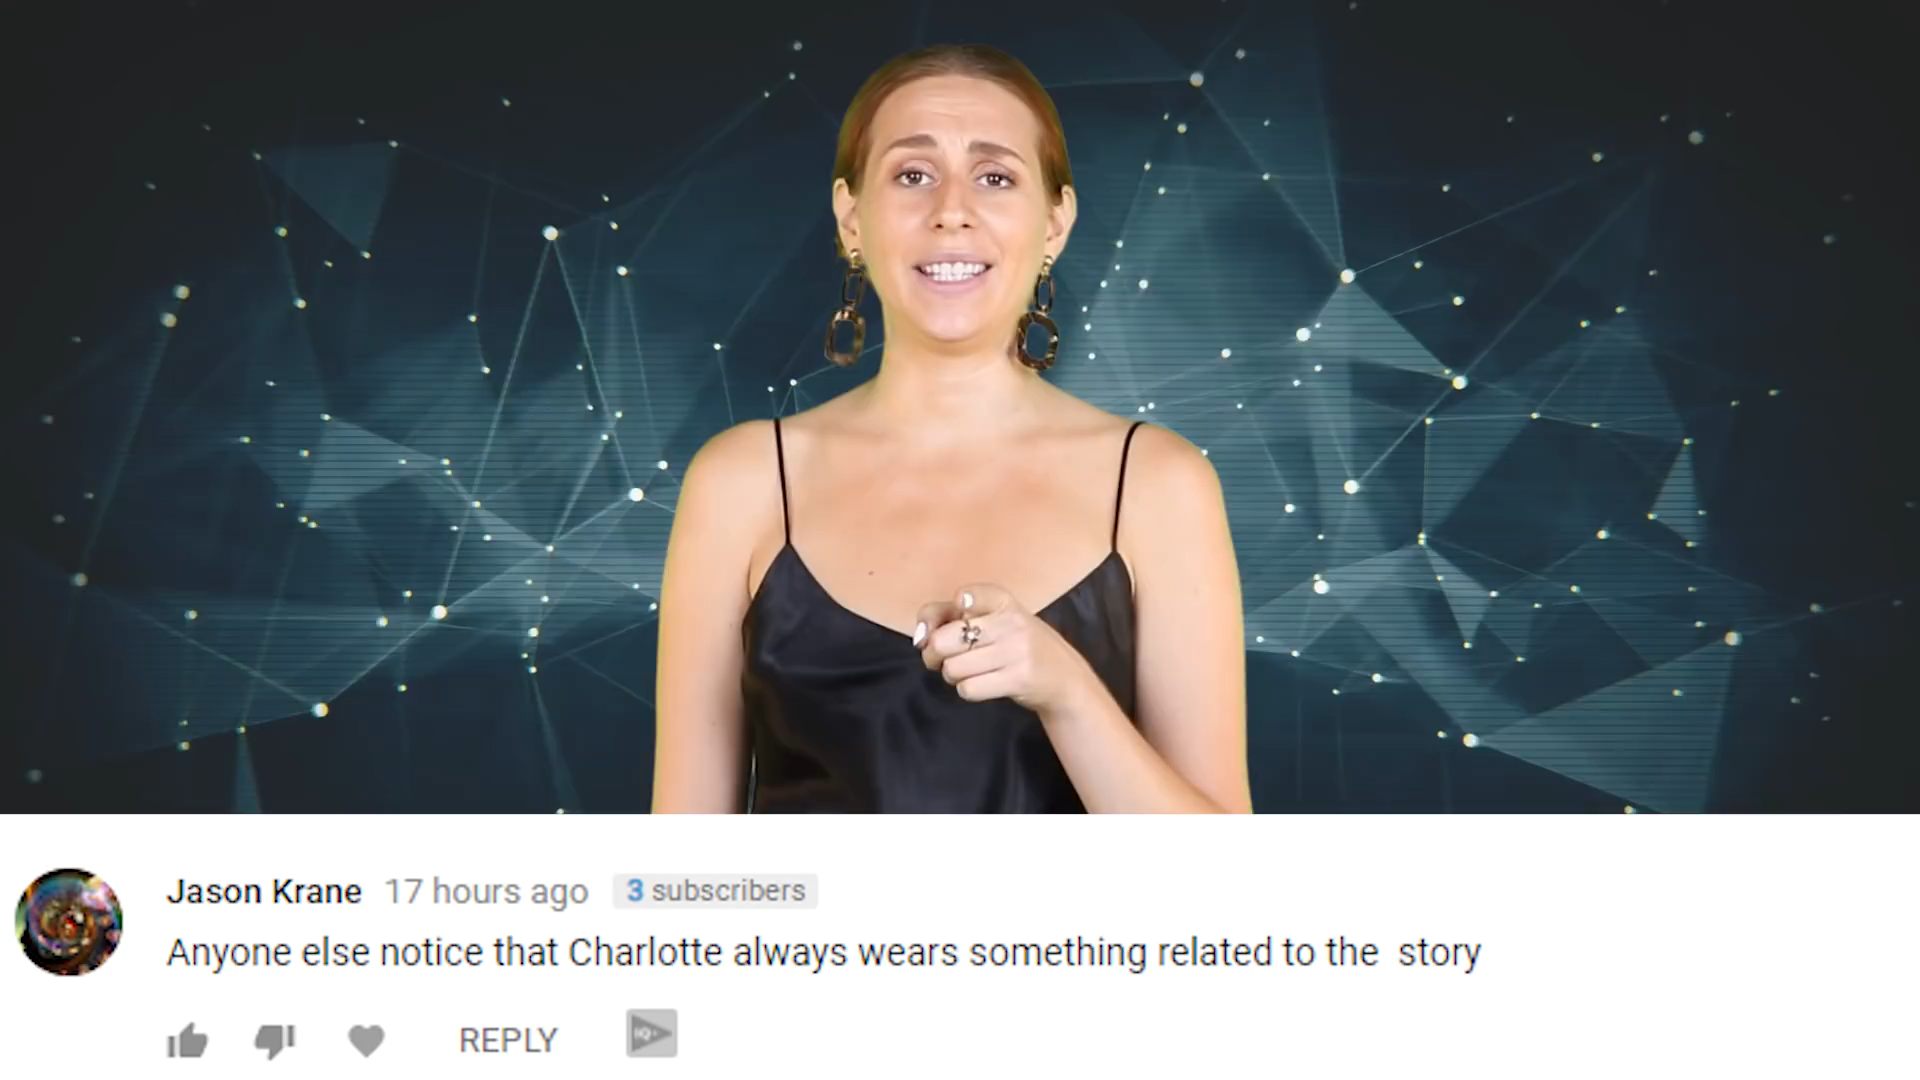 Jason Krane 17 hours ago 3 subscribers
Anyone else notice that Charlotte always wears something related to the story
REPLY